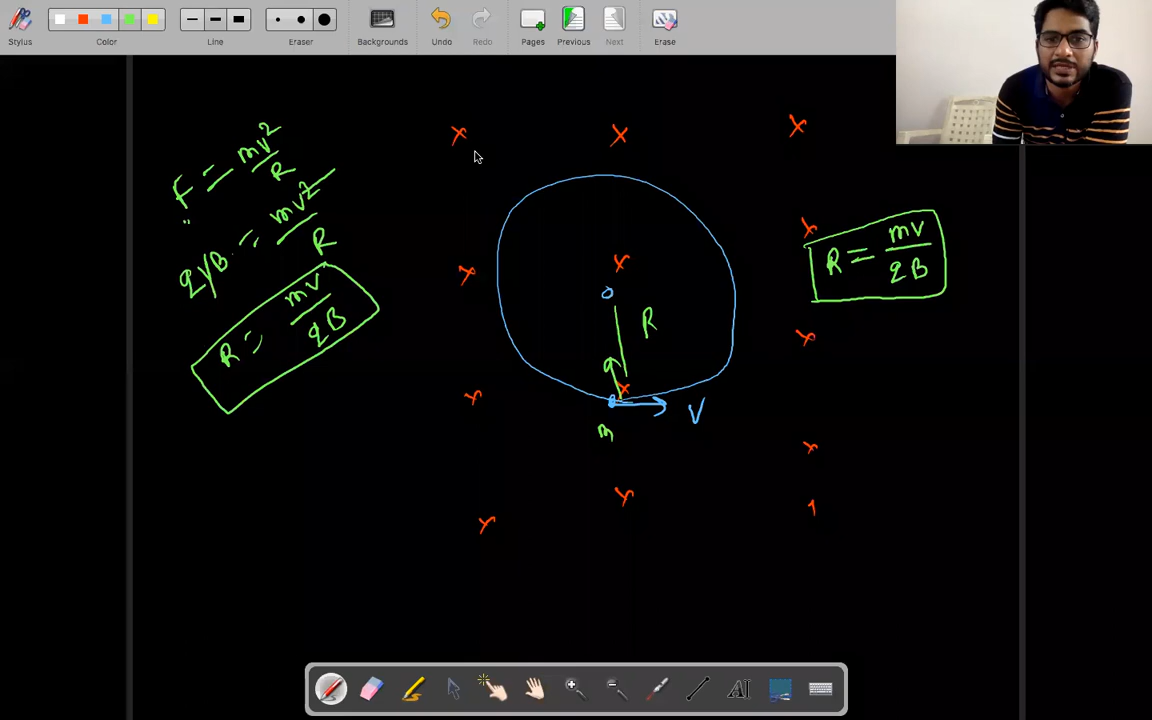 Stylus
Color
Line
Eraser
Backgrounds
Undo
Redo
Pages
Previous
Next
Erase
x x x
F = mv²/R
qvB = mv²/R
R = mv/qB
x
x
x
O
R
x
x
x
V
m
x
x
x
x
R = mv/qB